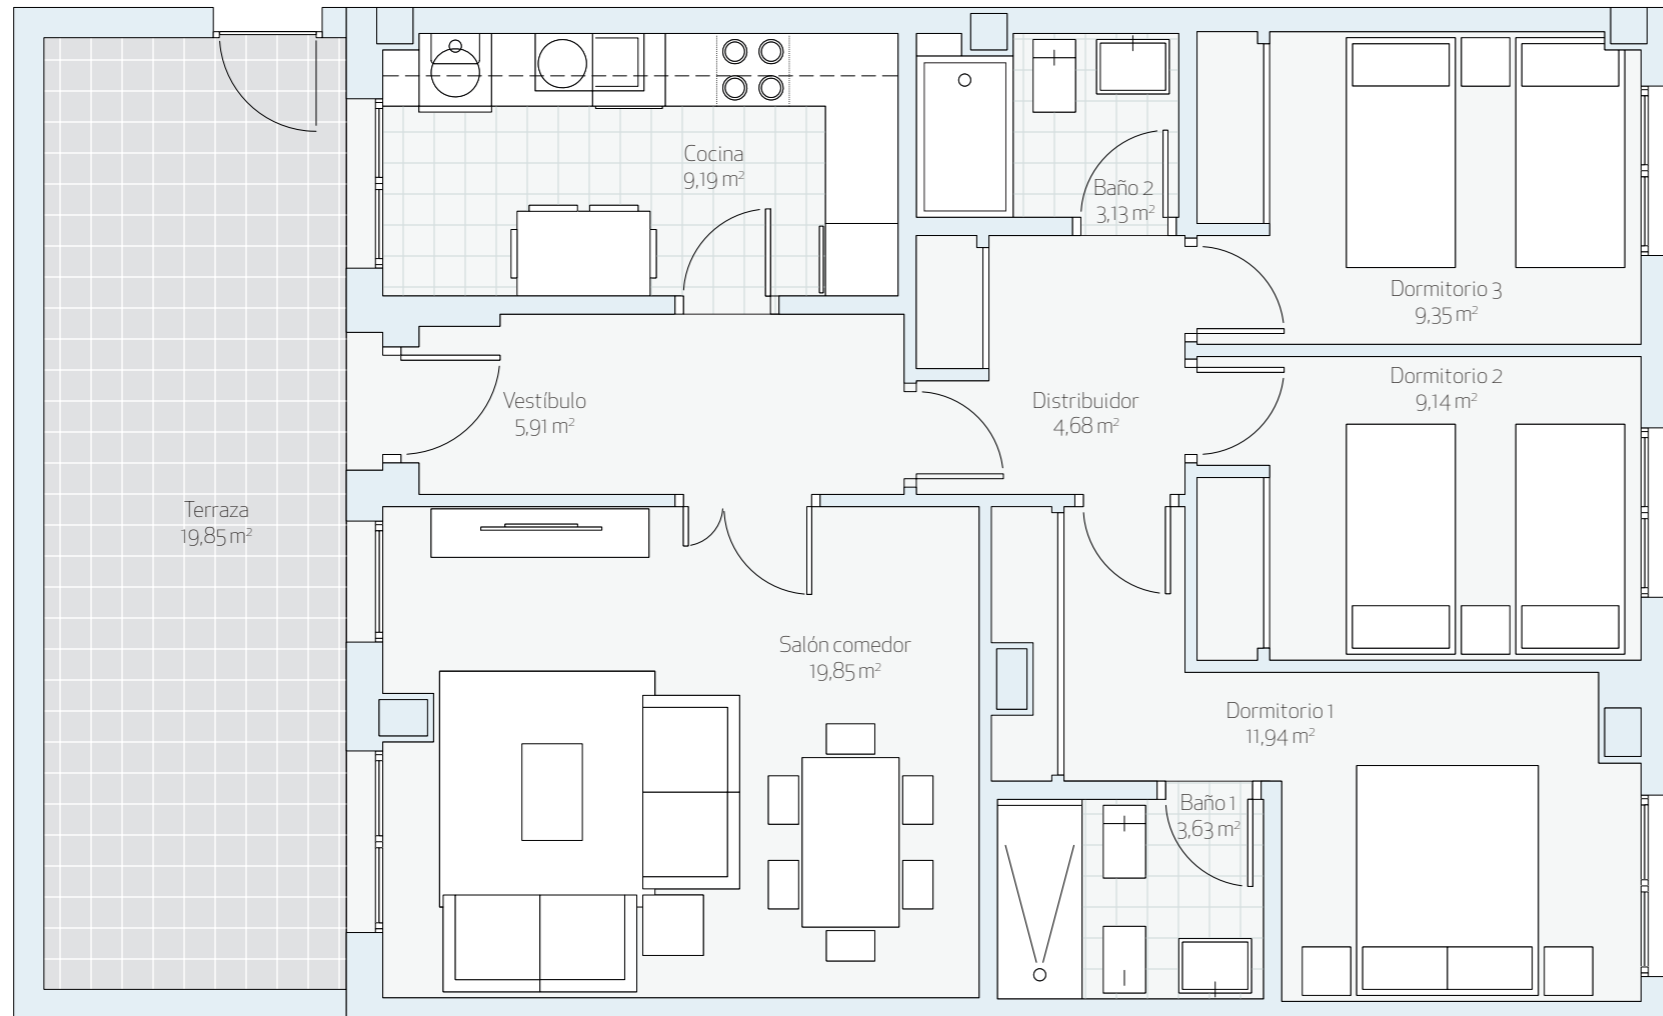 Cocina
9,19 m²
Baño 2
3,13 m²
Dormitorio 3
9,35 m²
Dormitorio 2
9,14 m²
Vestíbulo
5,91 m²
Distribuidor
4,68 m²
Terraza
19,85 m²
Salón comedor
19,85 m²
Dormitorio 1
11,94 m²
Baño 1
3,63 m²